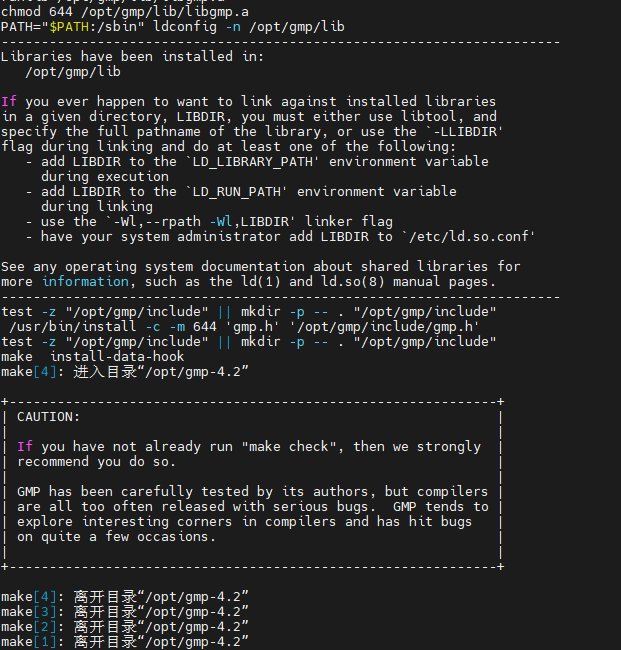 chmod 644 /opt/gmp/lib/libgmp.a
PATH="$PATH:/sbin" ldconfig -n /opt/gmp/lib
----------------------------------------------------------------------
Libraries have been installed in:
   /opt/gmp/lib

If you ever happen to want to link against installed libraries
in a given directory, LIBDIR, you must either use libtool, and
specify the full pathname of the library, or use the `-LLIBDIR'
flag during linking and do at least one of the following:
   - add LIBDIR to the `LD_LIBRARY_PATH' environment variable
     during execution
   - add LIBDIR to the `LD_RUN_PATH' environment variable
     during linking
   - use the `-Wl,--rpath -Wl,LIBDIR' linker flag
   - have your system administrator add LIBDIR to `/etc/ld.so.conf'

See any operating system documentation about shared libraries for
more information, such as the ld(1) and ld.so(8) manual pages.
----------------------------------------------------------------------
test -z "/opt/gmp/include" || mkdir -p -- . "/opt/gmp/include"
 /usr/bin/install -c -m 644 'gmp.h' '/opt/gmp/include/gmp.h'
test -z "/opt/gmp/include" || mkdir -p -- . "/opt/gmp/include"
make  install-data-hook
make[4]: 进入目录“/opt/gmp-4.2”

+-------------------------------------------------------------+
| CAUTION:                                                    |
|                                                             |
| If you have not already run "make check", then we strongly  |
| recommend you do so.                                        |
|                                                             |
| GMP has been carefully tested by its authors, but compilers |
| are all too often released with serious bugs.  GMP tends to |
| explore interesting corners in compilers and has hit bugs   |
| on quite a few occasions.                                   |
|                                                             |
+-------------------------------------------------------------+

make[4]: 离开目录“/opt/gmp-4.2”
make[3]: 离开目录“/opt/gmp-4.2”
make[2]: 离开目录“/opt/gmp-4.2”
make[1]: 离开目录“/opt/gmp-4.2”